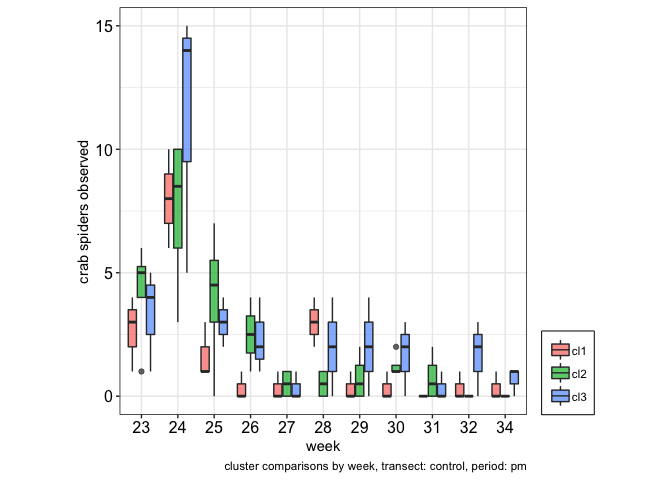 15
10
5
0
crab spiders observed
23 24 25 26 27 28 29 30 31 32 34
week
cl1
cl2
cl3
cluster comparisons by week, transect: control, period: pm